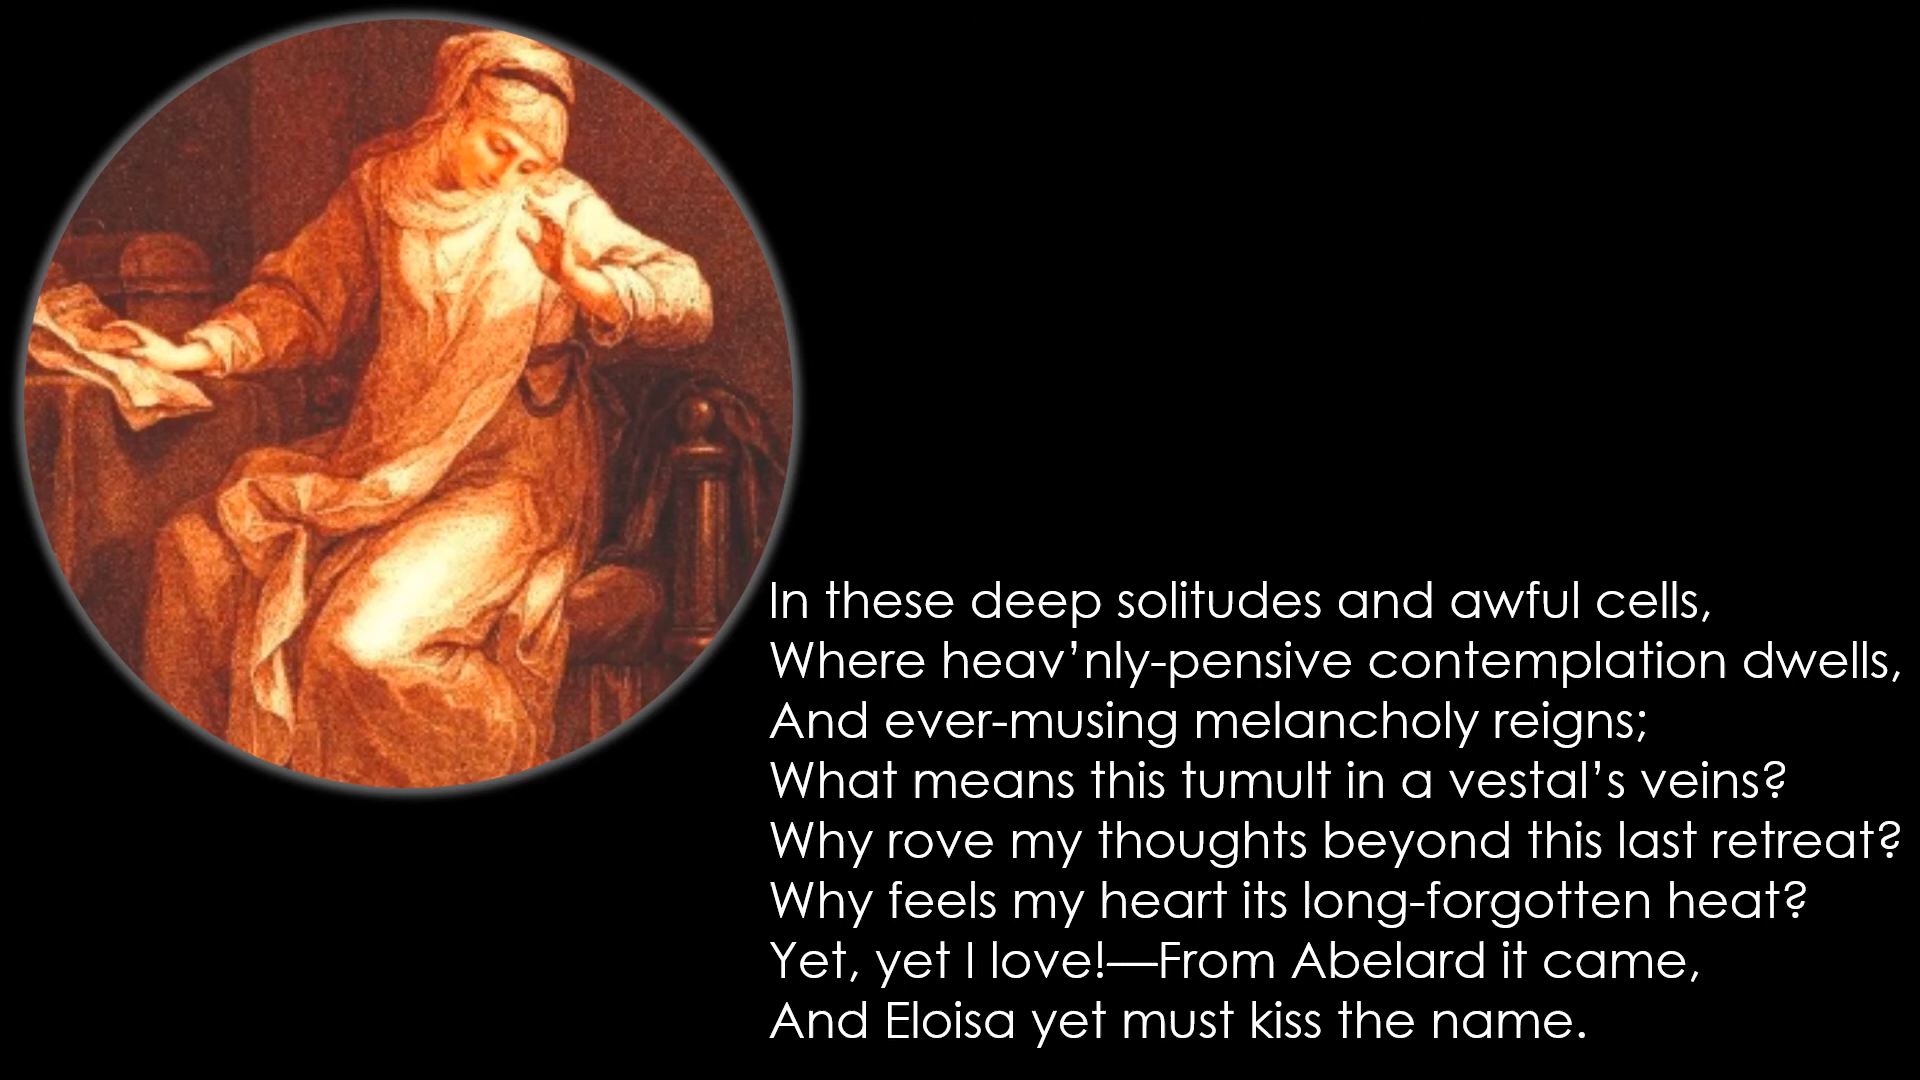 In these deep solitudes and awful cells,
Where heav’nly-pensive contemplation dwells,
And ever-musing melancholy reigns;
What means this tumult in a vestal’s veins?
Why rove my thoughts beyond this last retreat?
Why feels my heart its long-forgotten heat?
Yet, yet I love!—From Abelard it came,
And Eloisa yet must kiss the name.